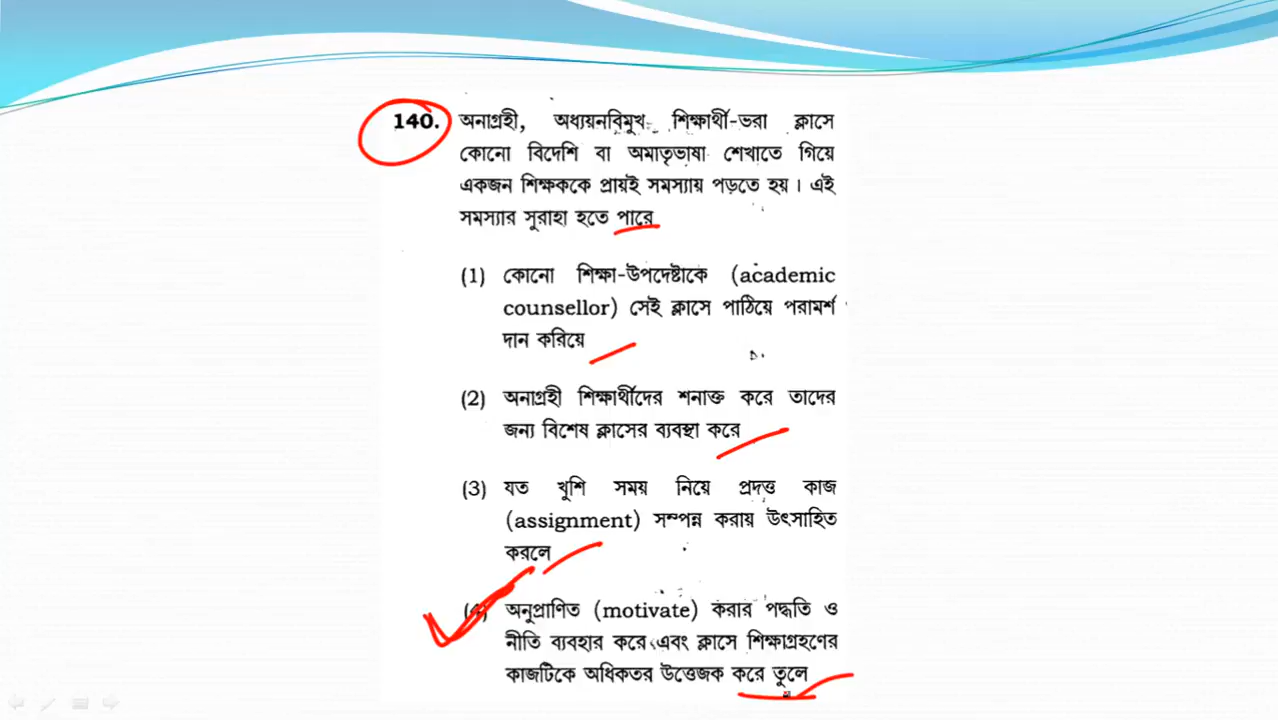 140. অনাগ্রহী, অধ্যয়নবিমুখ শিক্ষার্থী-ভরা ক্লাসে
কোনো বিদেশি বা অমাতৃভাষা শেখাতে গিয়ে
একজন শিক্ষককে প্রায়ই সমস্যায় পড়তে হয়। এই
সমস্যার সুরাহা হতে পারে
(1) কোনো শিক্ষা-উপদেষ্টাকে (academic
counsellor) সেই ক্লাসে পাঠিয়ে পরামর্শ
দান করিয়ে
(2) অনাগ্রহী শিক্ষার্থীদের শনাক্ত করে তাদের
জন্য বিশেষ ক্লাসের ব্যবস্থা করে
(3) যত খুশি সময় নিয়ে প্রদত্ত কাজ
(assignment) সম্পন্ন করায় উৎসাহিত
করলে
(4) অনুপ্রাণিত (motivate) করার পদ্ধতি ও
নীতি ব্যবহার করে এবং ক্লাসে শিক্ষাগ্রহণের
কাজটিকে অধিকতর উত্তেজক করে তুলে